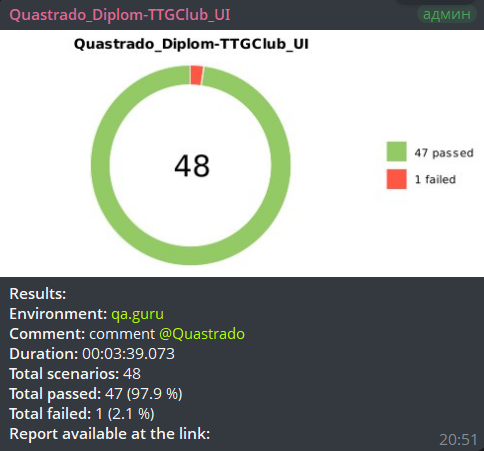 Quastrado_Diplom-TTGClub_UI админ
Quastrado_Diplom-TTGClub_UI
48
47 passed
1 failed
Results:
Environment: qa.guru
Comment: comment @Quastrado
Duration: 00:03:39.073
Total scenarios: 48
Total passed: 47 (97.9 %)
Total failed: 1 (2.1 %)
Report available at the link:
20:51